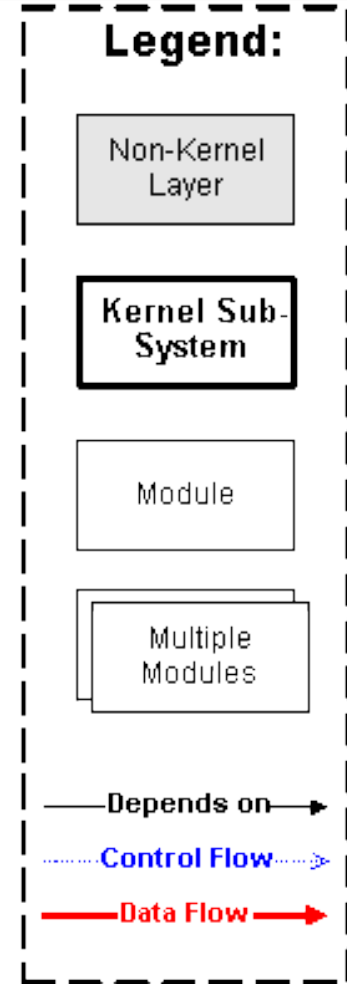 Legend:
Non-Kernel
Layer
Kernel Sub-
System
Module
Multiple
Modules
Depends on
Control Flow
Data Flow